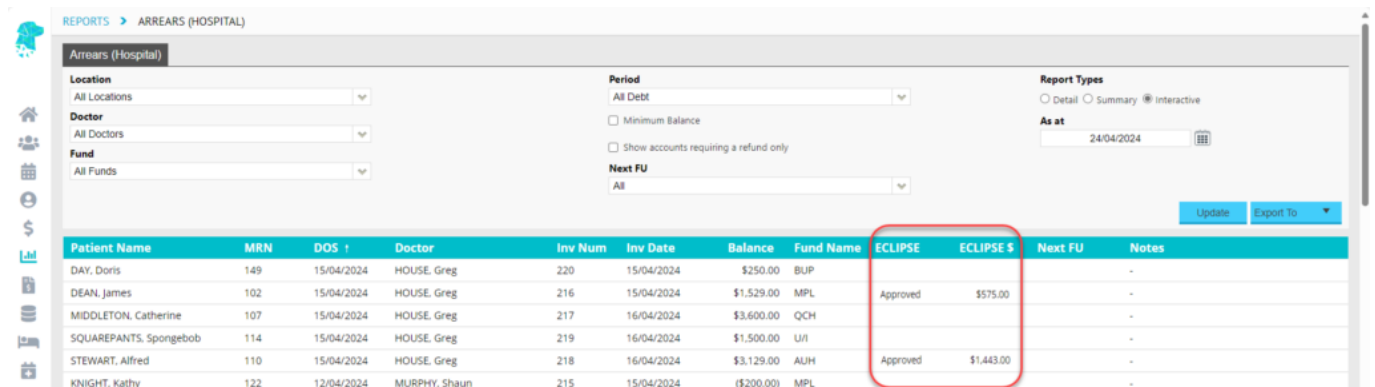 REPORTS > ARREARS (HOSPITAL)
Arrears (Hospital)
Location
All Locations
Doctor
All Doctors
Fund
All Funds
Period
All Debt
Minimum Balance
Show accounts requiring a refund only
Next FU
All
Report Types
Detail Summary Interactive
As at
24/04/2024
Update Export To
Patient Name MRN DOS ↑ Doctor Inv Num Inv Date Balance Fund Name ECLIPSE ECLIPSE $ Next FU Notes
DAY, Doris 149 15/04/2024 HOUSE, Greg 220 15/04/2024 $250.00 BUP -
DEAN, James 102 15/04/2024 HOUSE, Greg 216 15/04/2024 $1,529.00 MPL Approved $575.00 -
MIDDLETON, Catherine 107 15/04/2024 HOUSE, Greg 217 16/04/2024 $3,600.00 QCH -
SQUAREPANTS, Spongebob 114 15/04/2024 HOUSE, Greg 219 16/04/2024 $1,500.00 U/I -
STEWART, Alfred 110 15/04/2024 HOUSE, Greg 218 16/04/2024 $3,129.00 AUH Approved $1,443.00 -
KNIGHT, Kathy 122 12/04/2024 MURPHY, Shaun 215 15/04/2024 ($200.00) MPL -